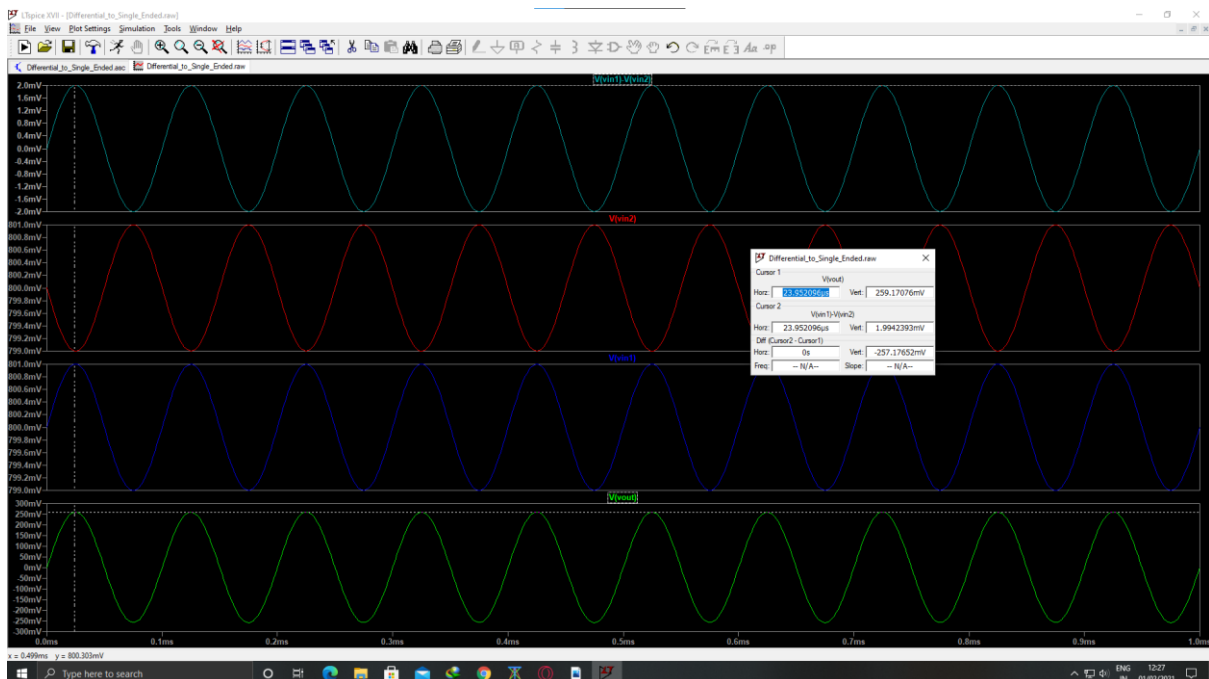 LTspice XVII - [Differential_to_Single_Ended.raw]
File View Plot Settings Simulation Tools Window Help
Differential_to_Single_Ended.asc Differential_to_Single_Ended.raw
V(vin1)-V(vin2)
2.0mV
1.6mV
1.2mV
0.8mV
0.4mV
0.0mV
-0.4mV
-0.8mV
-1.2mV
-1.6mV
-2.0mV
V(vin2)
801.0mV
800.8mV
800.6mV
800.4mV
800.2mV
800.0mV
799.8mV
799.6mV
799.4mV
799.2mV
799.0mV
V(vin1)
801.0mV
800.8mV
800.6mV
800.4mV
800.2mV
800.0mV
799.8mV
799.6mV
799.4mV
799.2mV
799.0mV
V(vout)
300mV
250mV
200mV
150mV
100mV
50mV
0mV
-50mV
-100mV
-150mV
-200mV
-250mV
-300mV
0.0ms 0.1ms 0.2ms 0.3ms 0.4ms 0.5ms 0.6ms 0.7ms 0.8ms 0.9ms 1.0ms
Differential_to_Single_Ended.raw
Cursor 1
V(vout)
Horz: 23.952096µs Vert: 259.17076mV
Cursor 2
V(vin1)-V(vin2)
Horz: 23.952096µs Vert: 1.9942393mV
Diff (Cursor2 - Cursor1)
Horz: 0s Vert: -257.17652mV
Freq: -- N/A-- Slope: -- N/A--
x = 0.499ms y = 800.303mV
Type here to search
ENG 12:27
IN 01/02/2021